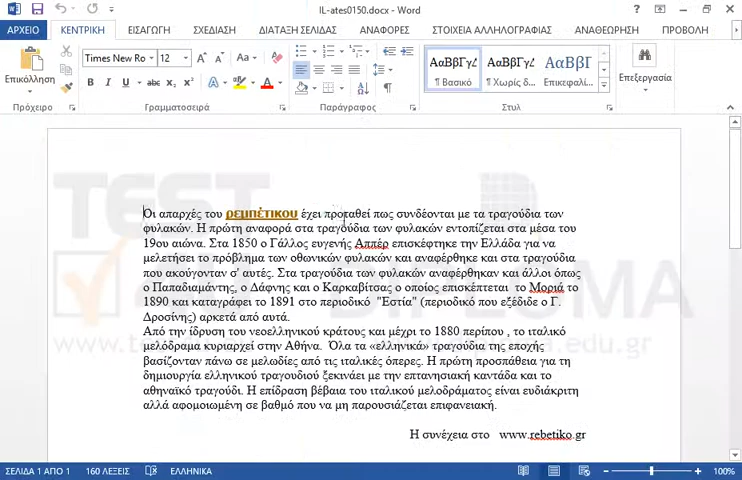 IL-ates0150.docx - Word
ΑΡΧΕΙΟ ΚΕΝΤΡΙΚΗ ΕΙΣΑΓΩΓΗ ΣΧΕΔΙΑΣΗ ΔΙΑΤΑΞΗ ΣΕΛΙΔΑΣ ΑΝΑΦΟΡΕΣ ΣΤΟΙΧΕΙΑ ΑΛΛΗΛΟΓΡΑΦΙΑΣ ΑΝΑΘΕΩΡΗΣΗ ΠΡΟΒΟΛΗ
Times New Ro 12
ΑαΒβΓγΔ ΑαΒβΓγΔ ΑαΒβΓγΔ
Επικόλληση ¶ Βασικό ¶ Χωρίς δ... Επικεφαλί... Επεξεργασία
Πρόχειρο Γραμματοσειρά Παράγραφος Στυλ
Οι απαρχές του ρεμπέτικου έχει προταθεί πως συνδέονται με τα τραγούδια των
φυλακών. Η πρώτη αναφορά στα τραγούδια των φυλακών εντοπίζεται στα μέσα του
19ου αιώνα. Στα 1850 ο Γάλλος ευγενής Αππέρ επισκέφτηκε την Ελλάδα για να
μελετήσει το πρόβλημα των οθωνικών φυλακών και αναφέρθηκε και στα τραγούδια
που ακούγονταν σ' αυτές. Στα τραγούδια των φυλακών αναφέρθηκαν και άλλοι όπως
ο Παπαδιαμάντης, ο Δάφνης και ο Καρκαβίτσας ο οποίος επισκέπτεται το Μοριά το
1890 και καταγράφει το 1891 στο περιοδικό "Εστία" (περιοδικό που εξέδιδε ο Γ.
Δροσίνης) αρκετά από αυτά.
Από την ίδρυση του νεοελληνικού κράτους και μέχρι το 1880 περίπου , το ιταλικό
μελόδραμα κυριαρχεί στην Αθήνα. Όλα τα «ελληνικά» τραγούδια της εποχής
βασίζονταν πάνω σε μελωδίες από τις ιταλικές όπερες. Η πρώτη προσπάθεια για τη
δημιουργία ελληνικού τραγουδιού ξεκινάει με την επτανησιακή καντάδα και το
αθηναϊκό τραγούδι. Η επίδραση βέβαια του ιταλικού μελοδράματος είναι ευδιάκριτη
αλλά αφομοιωμένη σε βαθμό που να μη παρουσιάζεται επιφανειακή.
Η συνέχεια στο www.rebetiko.gr
ΣΕΛΙΔΑ 1 ΑΠΟ 1 160 ΛΕΞΕΙΣ ΕΛΛΗΝΙΚΑ 100%